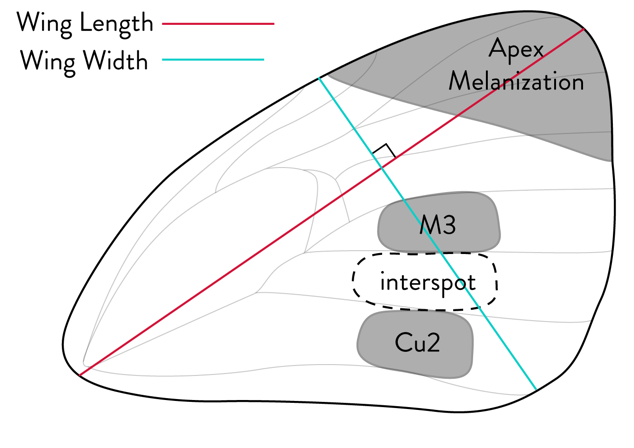 Wing Length
Wing Width
Apex
Melanization
M3
interspot
Cu2